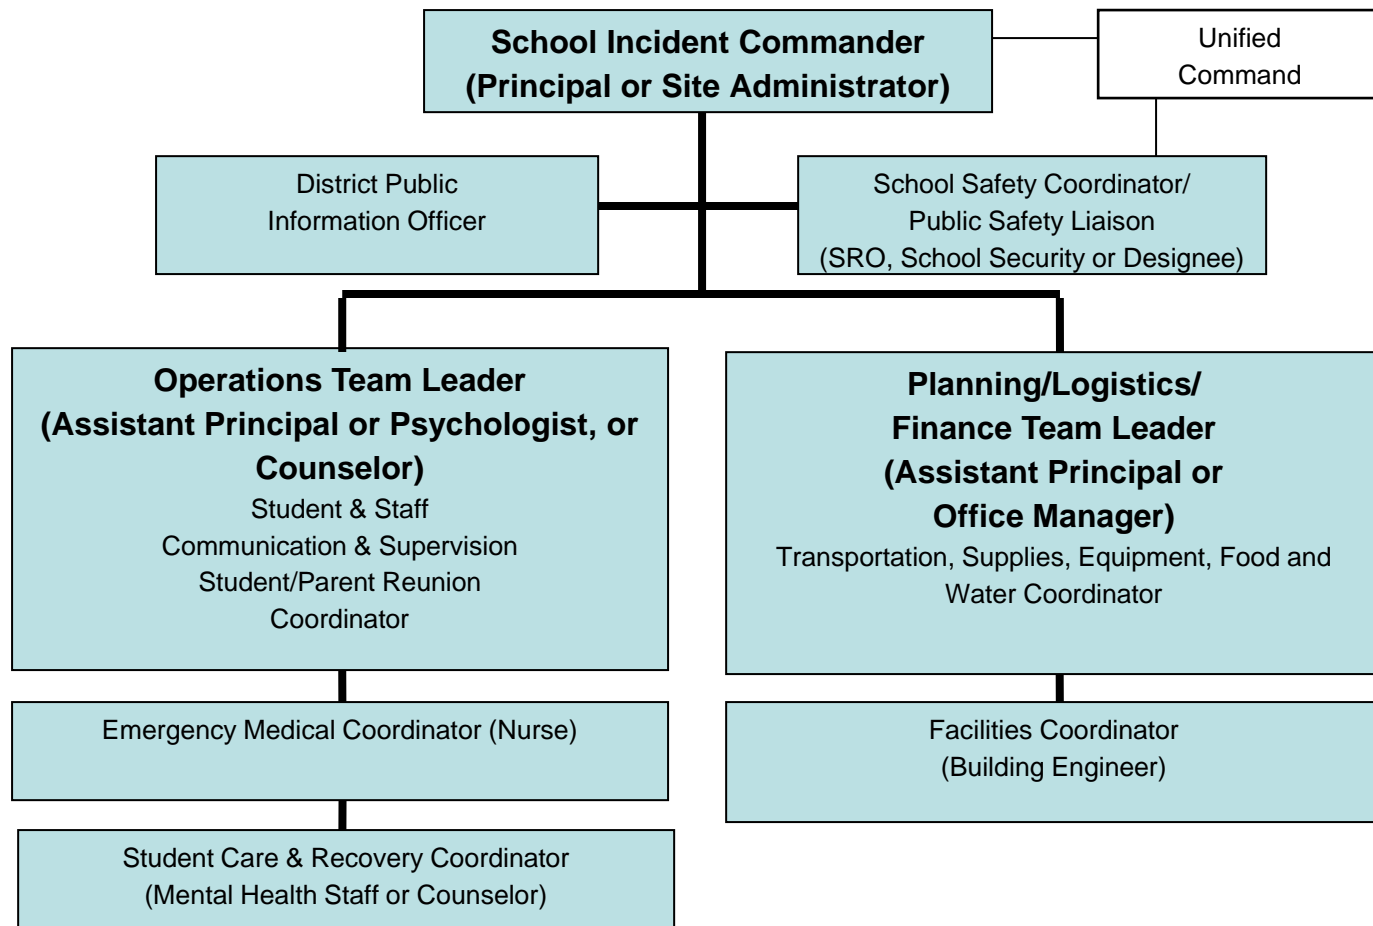 School Incident Commander
(Principal or Site Administrator)
Unified
Command
District Public
Information Officer
School Safety Coordinator/
Public Safety Liaison
(SRO, School Security or Designee)
Operations Team Leader
(Assistant Principal or Psychologist, or
Counselor)
Student & Staff
Communication & Supervision
Student/Parent Reunion
Coordinator
Planning/Logistics/
Finance Team Leader
(Assistant Principal or
Office Manager)
Transportation, Supplies, Equipment, Food and
Water Coordinator
Emergency Medical Coordinator (Nurse)
Facilities Coordinator
(Building Engineer)
Student Care & Recovery Coordinator
(Mental Health Staff or Counselor)